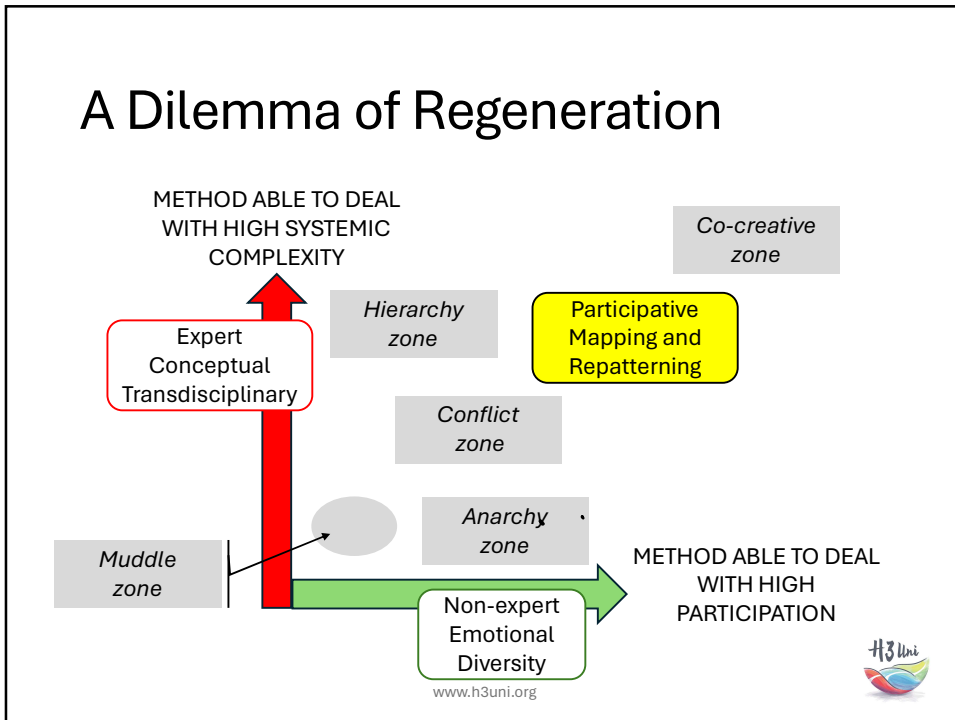 A Dilemma of Regeneration
METHOD ABLE TO DEAL
WITH HIGH SYSTEMIC
COMPLEXITY
Co-creative
zone
Hierarchy
zone
Participative
Mapping and
Repatterning
Expert
Conceptual
Transdisciplinary
Conflict
zone
Anarchy
zone
Muddle
zone
METHOD ABLE TO DEAL
WITH HIGH
PARTICIPATION
Non-expert
Emotional
Diversity
www.h3uni.org
H3Uni